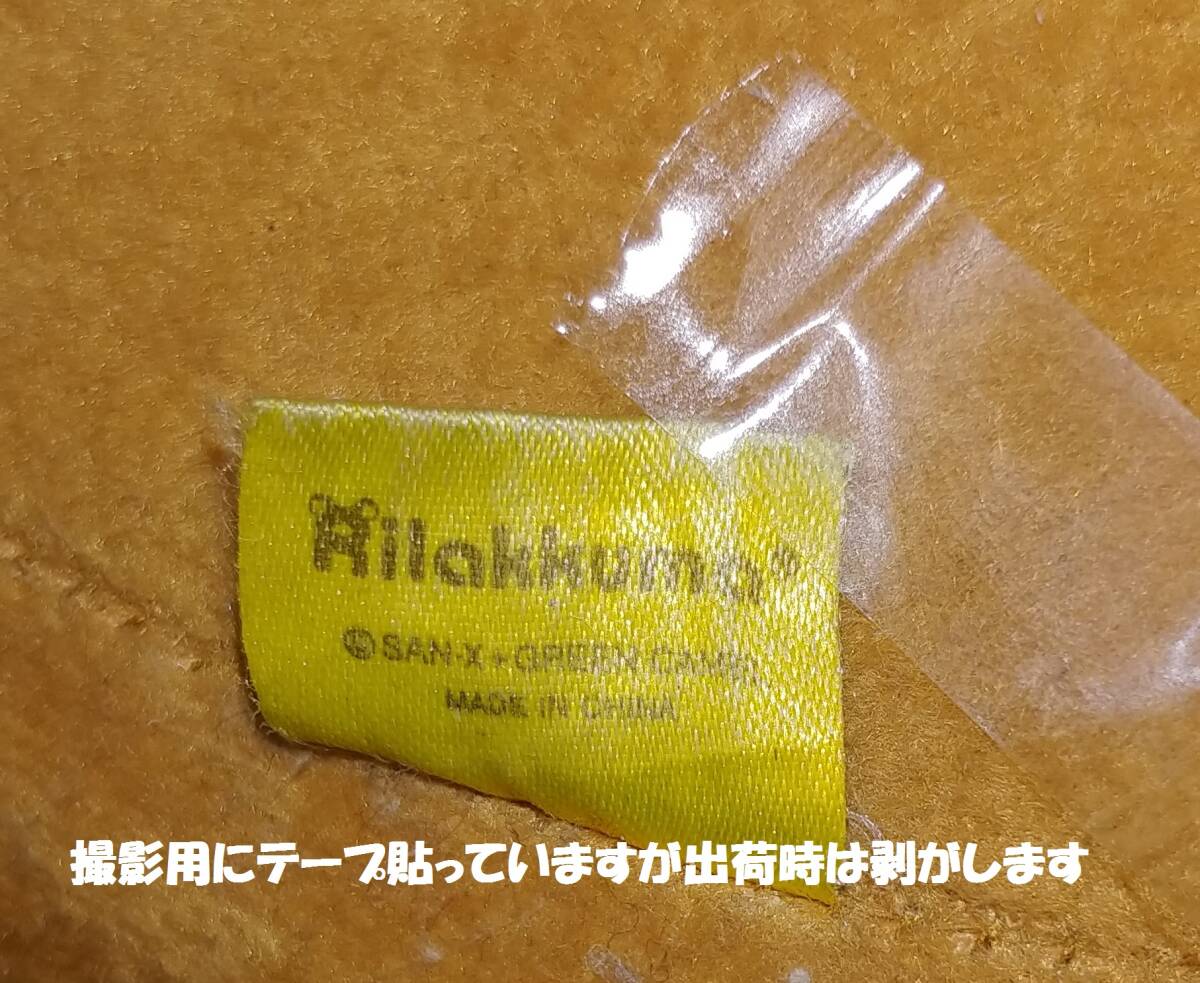 Rilakkuma®
©SAN-X・GREEN CAMEL
MADE IN CHINA
撮影用にテープ貼っていますが出荷時は剥がします